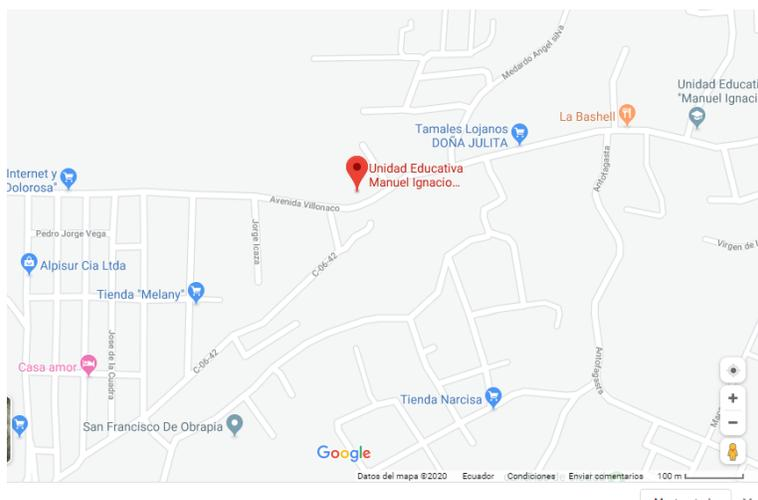 Medardo Angel silva
Unidad Educati
"Manuel Ignaci
La Bashell
Tamales Lojanos
DOÑA JULITA
Unidad Educativa
Manuel Ignacio...
Internet y
Dolorosa"
Avenida Villonaco
Antofagasta
Pedro Jorge Vega
Jorge Icaza
Virgen de
C-06-42
Alpisur Cia Ltda
Tienda "Melany"
Jose de la Cuadra
C-06-42
Antofagasta
Casa amor
Tienda Narcisa
San Francisco De Obrapia
Google
Datos del mapa ©2020 Ecuador Condiciones Enviar comentarios 100 m